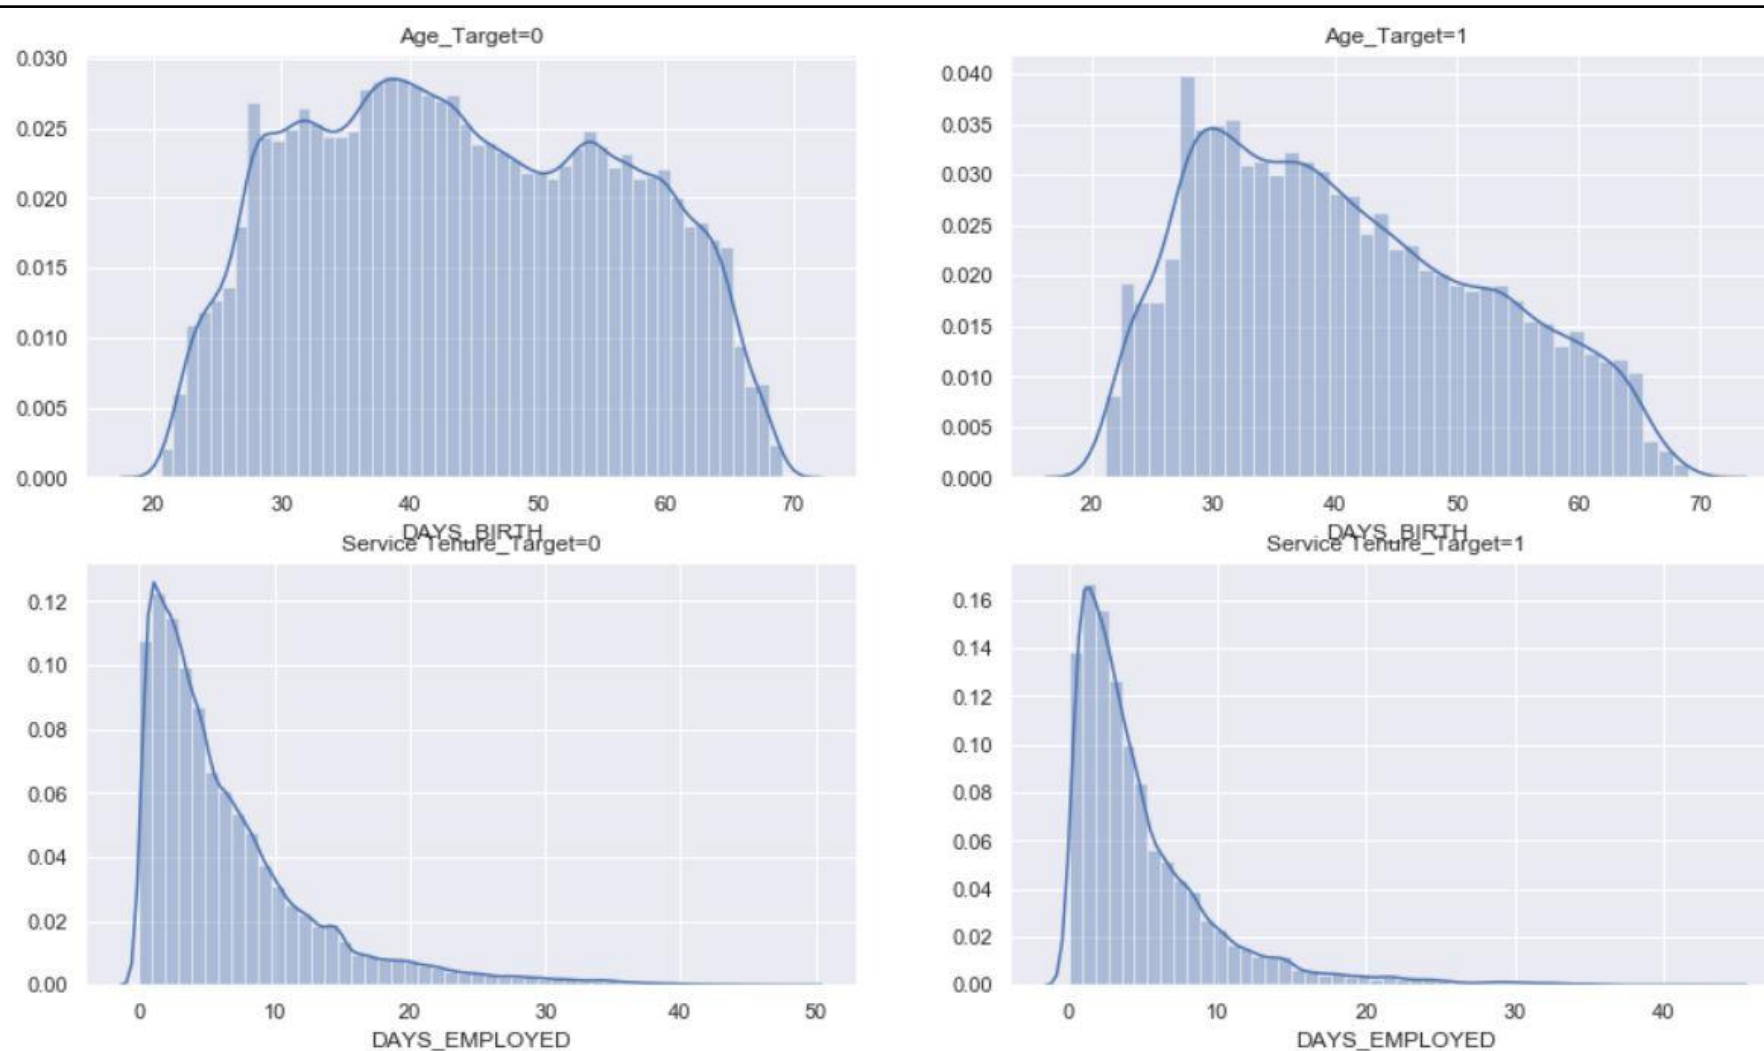 Age_Target=0
0.030
0.025
0.020
0.015
0.010
0.005
0.000
20 30 40 50 60 70
DAYS_BIRTH
Age_Target=1
0.040
0.035
0.030
0.025
0.020
0.015
0.010
0.005
0.000
20 30 40 50 60 70
DAYS_BIRTH
Service Tenure_Target=0
0.12
0.10
0.08
0.06
0.04
0.02
0.00
0 10 20 30 40 50
DAYS_EMPLOYED
Service Tenure_Target=1
0.16
0.14
0.12
0.10
0.08
0.06
0.04
0.02
0.00
0 10 20 30 40
DAYS_EMPLOYED